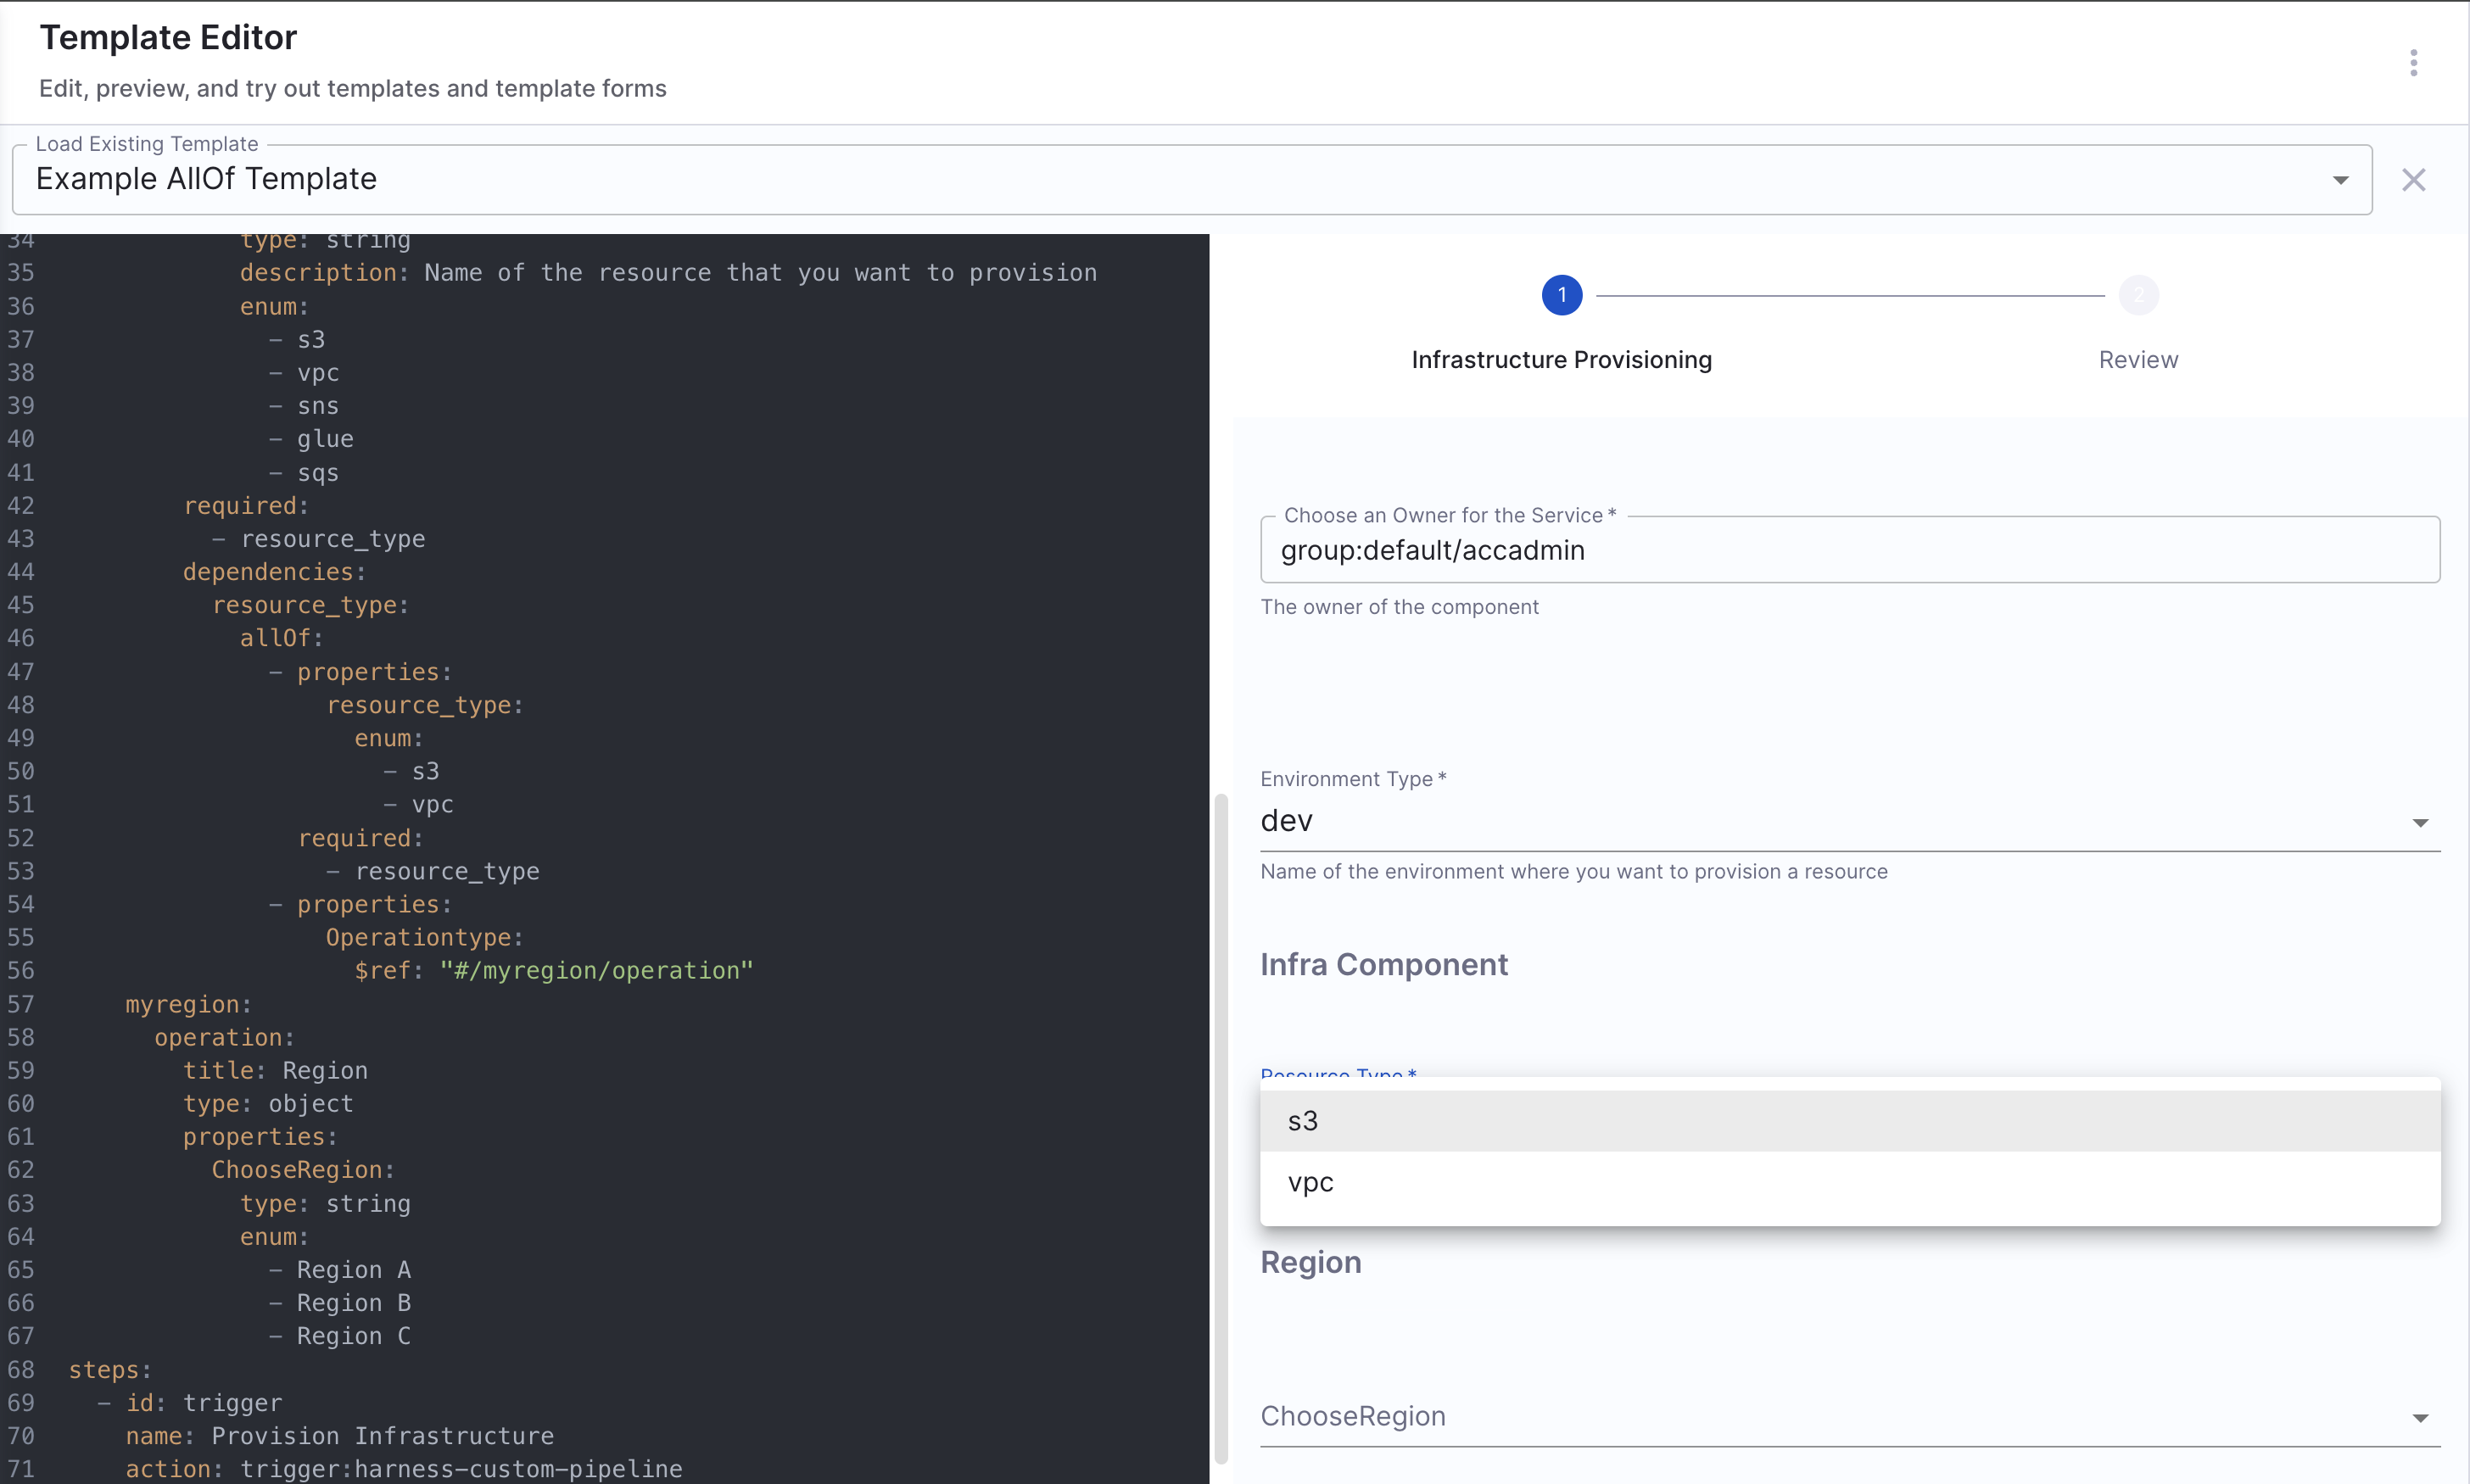 Template Editor
Edit, preview, and try out templates and template forms
Load Existing Template
Example AllOf Template
34 type: string
35 description: Name of the resource that you want to provision
36 enum:
37 - s3
38 - vpc
39 - sns
40 - glue
41 - sqs
42 required:
43 - resource_type
44 dependencies:
45 resource_type:
46 allOf:
47 - properties:
48 resource_type:
49 enum:
50 - s3
51 - vpc
52 required:
53 - resource_type
54 - properties:
55 Operationtype:
56 $ref: "#/myregion/operation"
57 myregion:
58 operation:
59 title: Region
60 type: object
61 properties:
62 ChooseRegion:
63 type: string
64 enum:
65 - Region A
66 - Region B
67 - Region C
68 steps:
69 - id: trigger
70 name: Provision Infrastructure
71 action: trigger:harness-custom-pipeline
1
2
Infrastructure Provisioning
Review
Choose an Owner for the Service *
group:default/accadmin
The owner of the component
Environment Type *
dev
Name of the environment where you want to provision a resource
Infra Component
Resource Type *
s3
vpc
Region
ChooseRegion